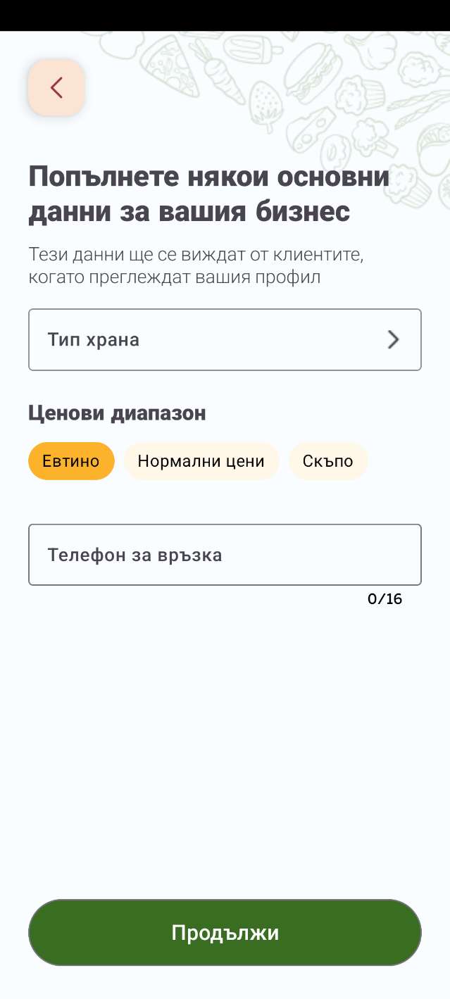 Попълнете някои основни
данни за вашия бизнес
Тези данни ще се виждат от клиентите,
когато преглеждат вашия профил
Тип храна
Ценови диапазон
Евтино Нормални цени Скъпо
Телефон за връзка
0/16
Продължи